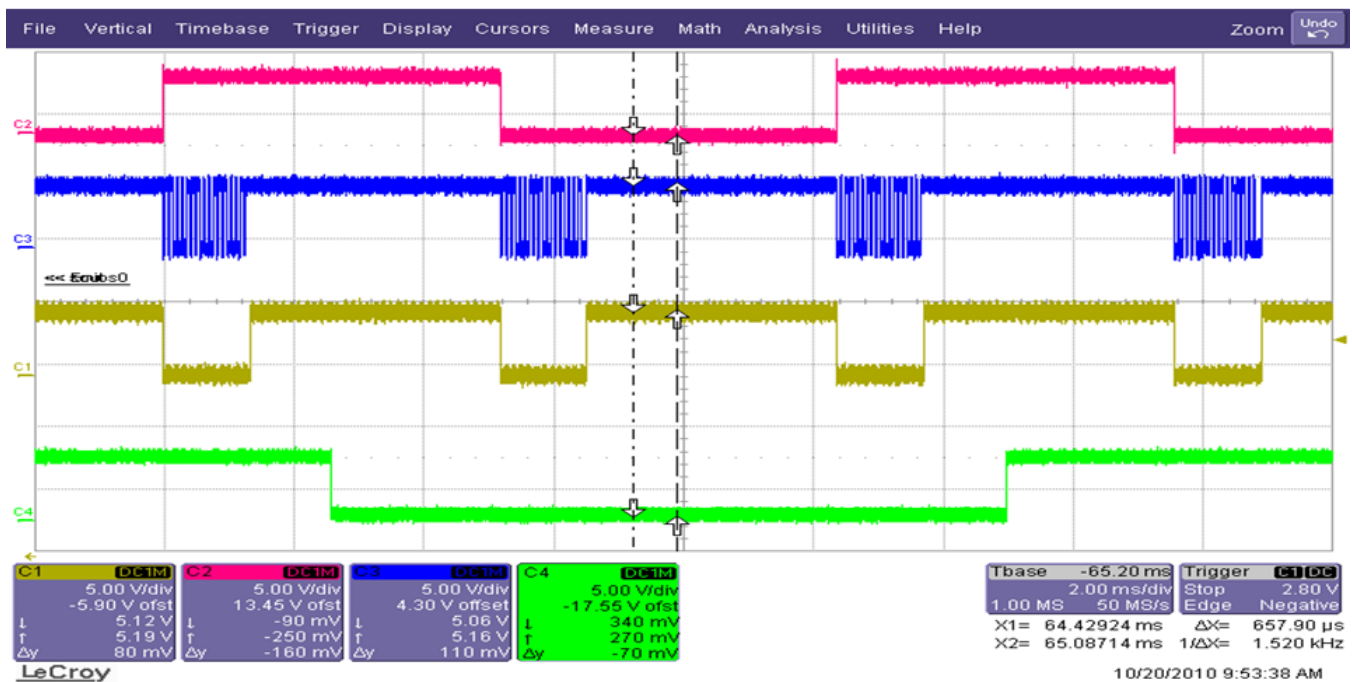 File Vertical Timebase Trigger Display Cursors Measure Math Analysis Utilities Help Zoom Undo
C2
C3
<<
C1
C4
C1 DC1M
5.00 V/div
-5.90 V ofst
↓ 5.12 V
↑ 5.19 V
Δy 80 mV
C2 DC1M
5.00 V/div
13.45 V ofst
↓ -90 mV
↑ -250 mV
Δy -160 mV
C3 DC1M
5.00 V/div
4.30 V offset
↓ 5.06 V
↑ 5.16 V
Δy 110 mV
C4 DC1M
5.00 V/div
-17.55 V ofst
↓ 340 mV
↑ 270 mV
Δy -70 mV
Tbase -65.20 ms
2.00 ms/div
1.00 MS 50 MS/s
Trigger C1 DC
Stop 2.80 V
Edge Negative
X1= 64.42924 ms ΔX= 657.90 µs
X2= 65.08714 ms 1/ΔX= 1.520 kHz
LeCroy
10/20/2010 9:53:38 AM